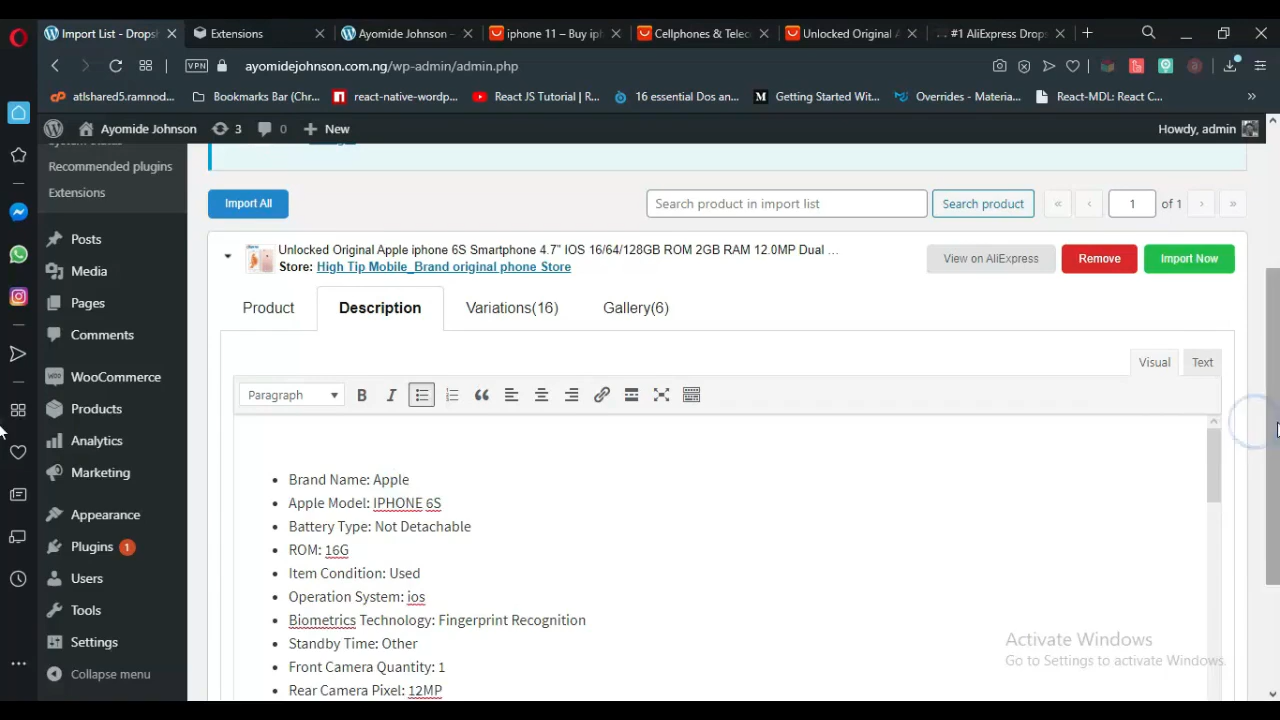 Import List - Drops
Extensions
Ayomide Johnson –
iphone 11 – Buy iph
Cellphones & Telec
Unlocked Original A
#1 AliExpress Drops
VPN
ayomidejohnson.com.ng/wp-admin/admin.php
atlshared5.ramnod...
Bookmarks Bar (Chr...
react-native-wordp...
React JS Tutorial | R...
16 essential Dos an...
Getting Started Wit...
Overrides - Materia...
React-MDL: React C...
»
Ayomide Johnson
3
0
New
Howdy, admin
Recommended plugins
Extensions
Posts
Media
Pages
Comments
WooCommerce
Products
Analytics
Marketing
Appearance
Plugins 1
Users
Tools
Settings
Collapse menu
Import All
Search product in import list
Search product
«
‹
1
of 1
›
»
Unlocked Original Apple iphone 6S Smartphone 4.7" IOS 16/64/128GB ROM 2GB RAM 12.0MP Dual ...
Store: High Tip Mobile_Brand original phone Store
View on AliExpress
Remove
Import Now
Product
Description
Variations(16)
Gallery(6)
Visual
Text
Paragraph
B
I
Brand Name: Apple
Apple Model: IPHONE 6S
Battery Type: Not Detachable
ROM: 16G
Item Condition: Used
Operation System: ios
Biometrics Technology: Fingerprint Recognition
Standby Time: Other
Front Camera Quantity: 1
Rear Camera Pixel: 12MP
Activate Windows
Go to Settings to activate Windows.